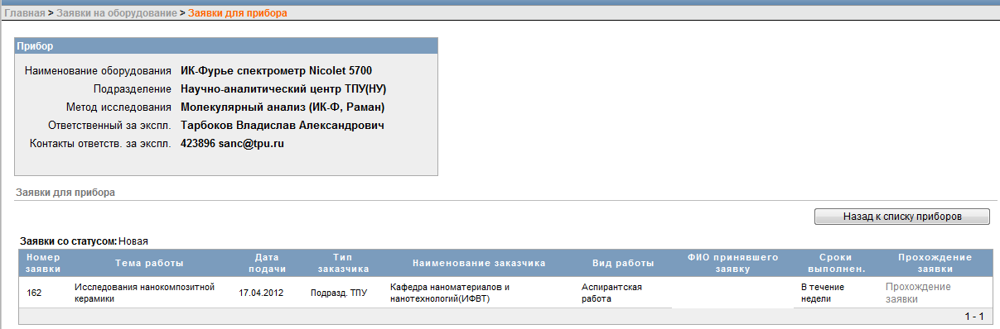 Главная > Заявки на оборудование > Заявки для прибора
Прибор
Наименование оборудования ИК-Фурье спектрометр Nicolet 5700
Подразделение Научно-аналитический центр ТПУ(НУ)
Метод исследования Молекулярный анализ (ИК-Ф, Раман)
Ответственный за экспл. Тарбоков Владислав Александрович
Контакты ответств. за экспл. 423896 sanc@tpu.ru
Заявки для прибора
Назад к списку приборов
Заявки со статусом: Новая
Номер заявки Тема работы Дата подачи Тип заказчика Наименование заказчика Вид работы ФИО принявшего заявку Сроки выполнен. Прохождение заявки
162 Исследования нанокомпозитной керамики 17.04.2012 Подразд. ТПУ Кафедра наноматериалов и нанотехнологий(ИФВТ) Аспирантская работа В течение недели Прохождение заявки
1 - 1